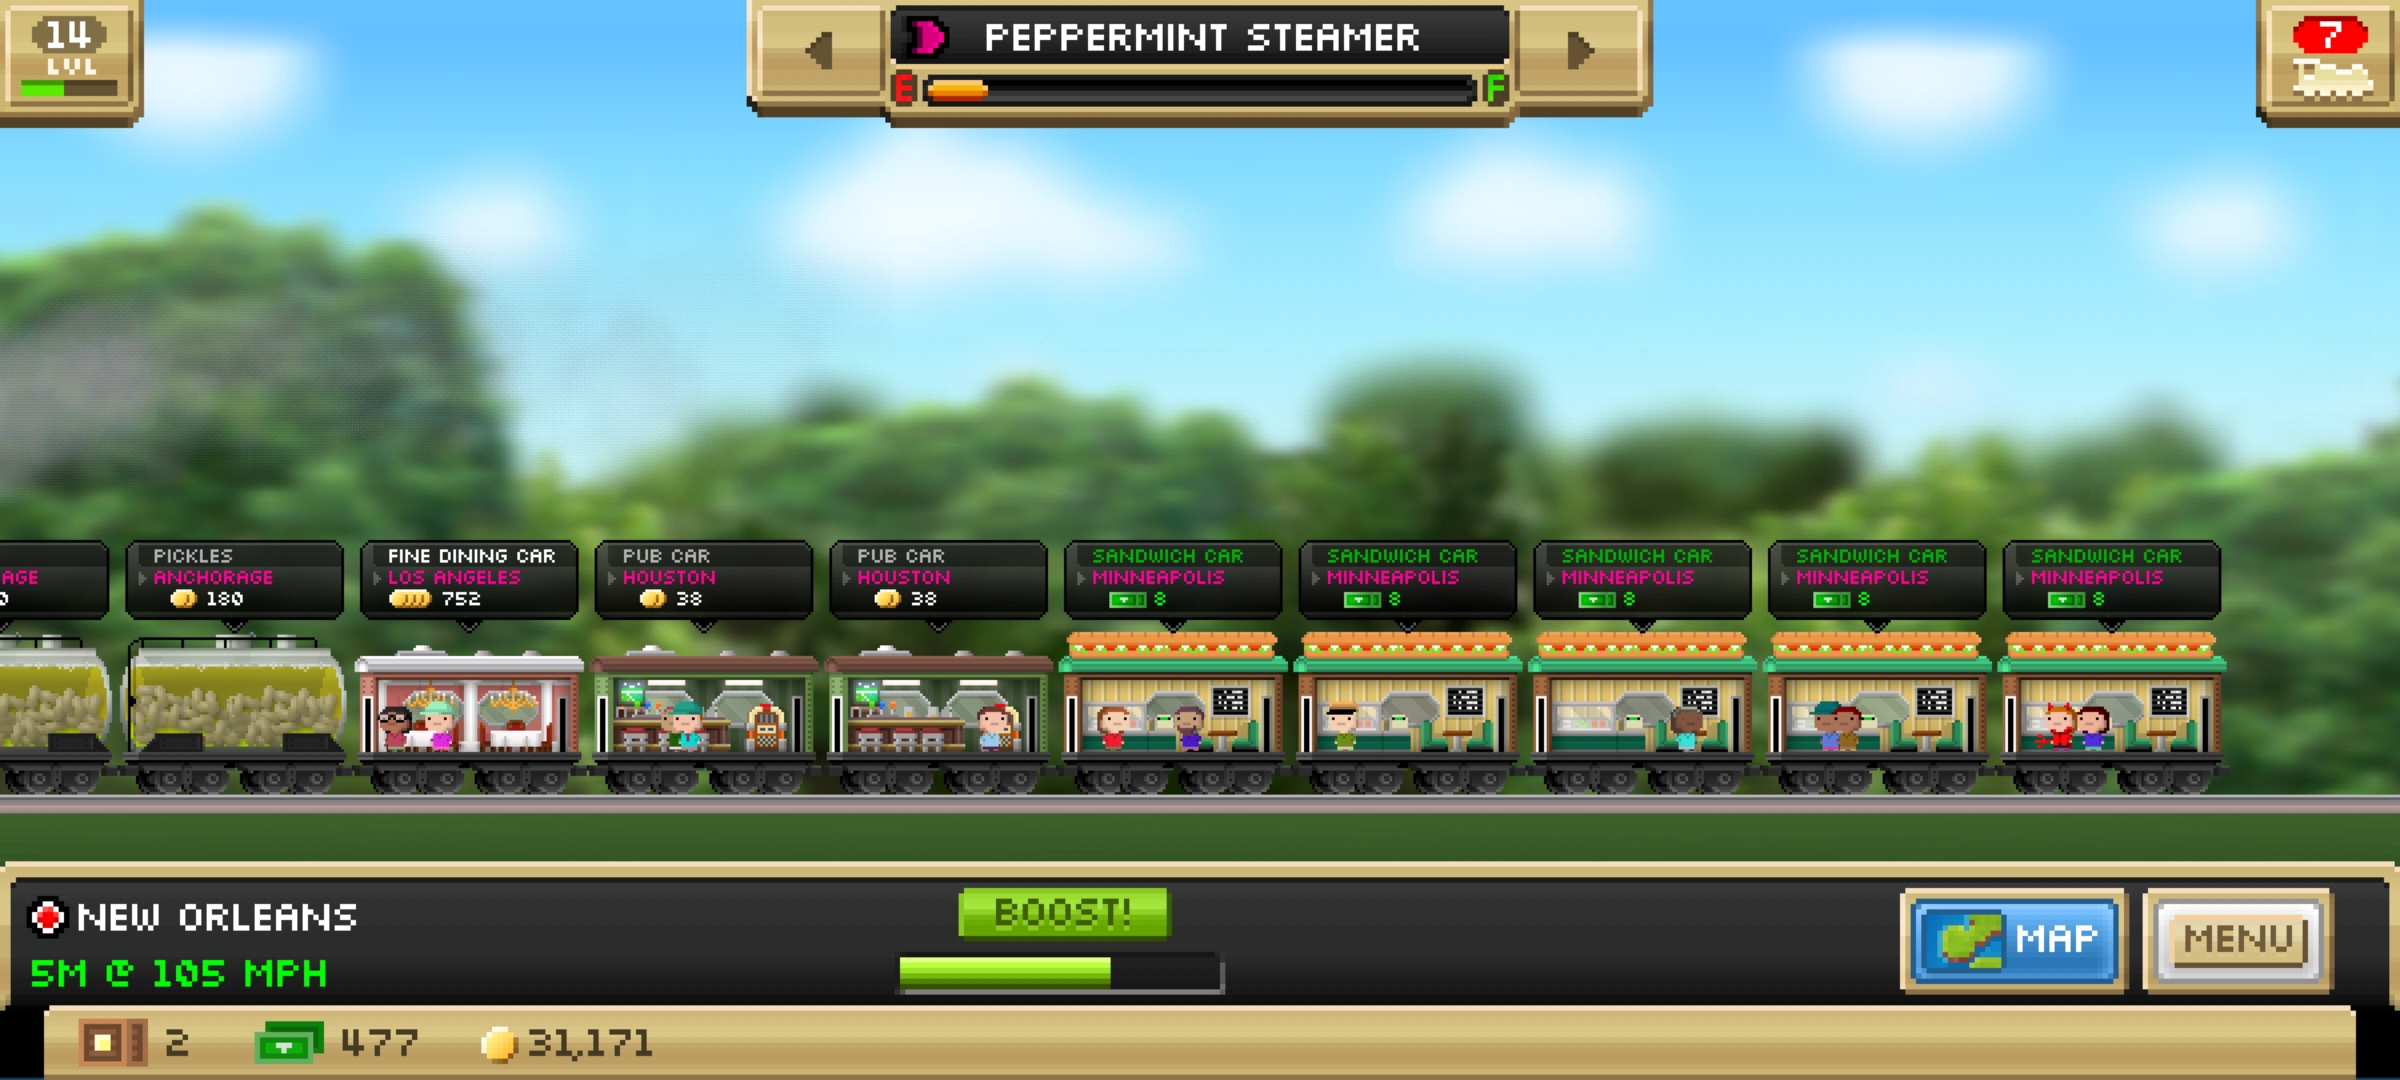 14
LVL
PEPPERMINT STEAMER
E
F
7
AGE
0
PICKLES
ANCHORAGE
180
FINE DINING CAR
LOS ANGELES
752
PUB CAR
HOUSTON
38
PUB CAR
HOUSTON
38
SANDWICH CAR
MINNEAPOLIS
8
SANDWICH CAR
MINNEAPOLIS
8
SANDWICH CAR
MINNEAPOLIS
8
SANDWICH CAR
MINNEAPOLIS
8
SANDWICH CAR
MINNEAPOLIS
8
NEW ORLEANS
5M @ 105 MPH
BOOST!
MAP
MENU
2
477
31,171